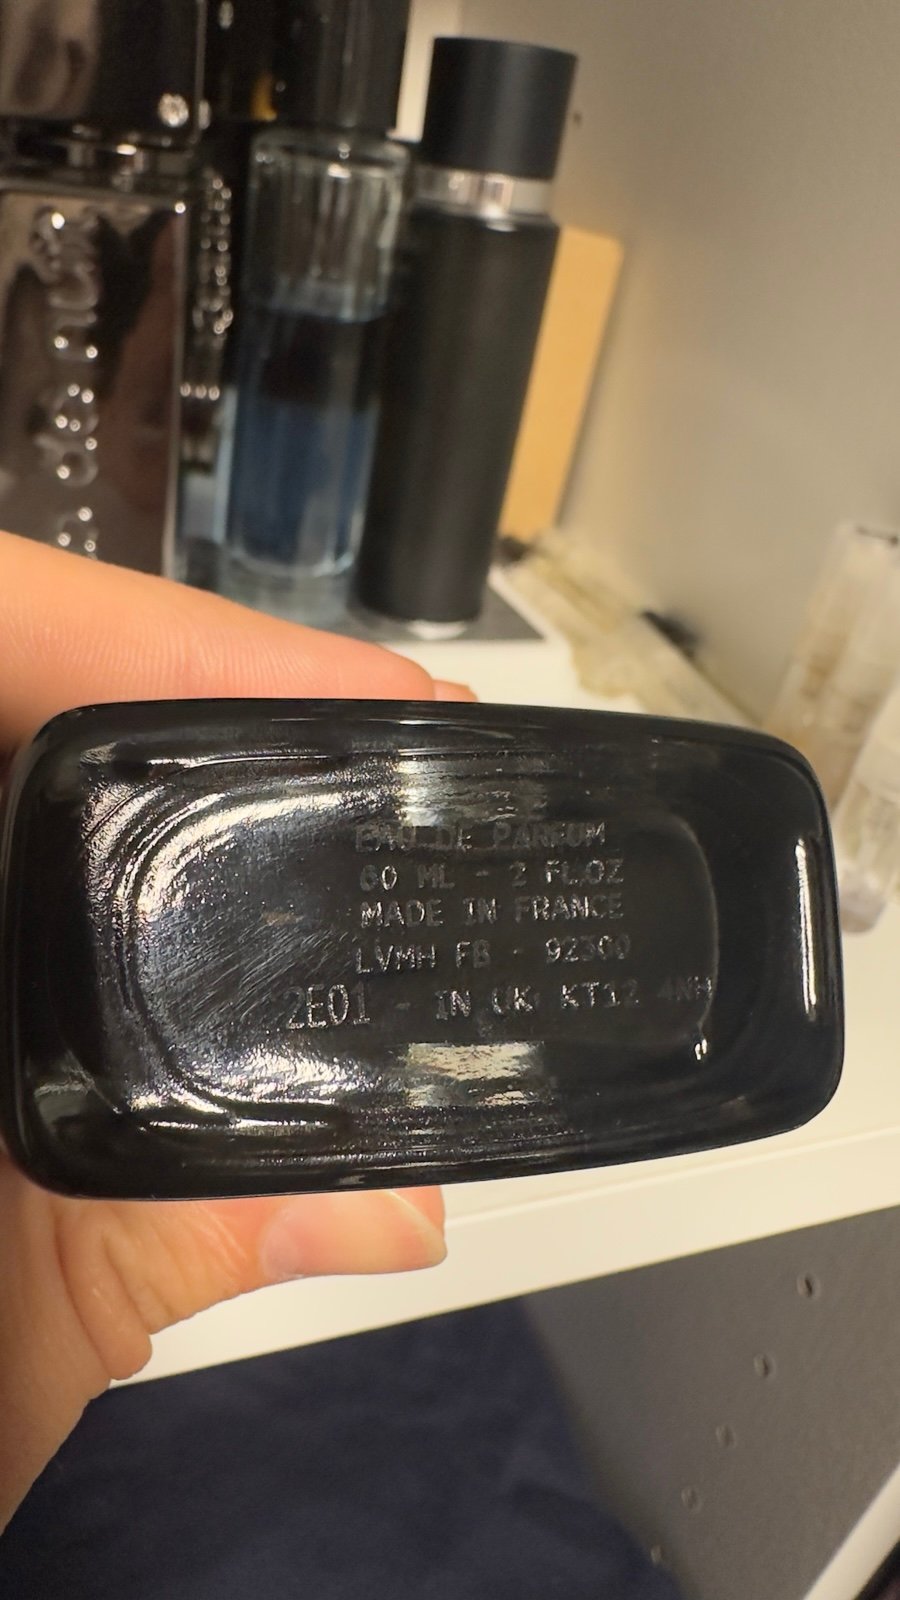 EAU DE PARFUM
60 ML - 2 FL.OZ
MADE IN FRANCE
LVMH FB - 92300
2E01 - IN UK KT12 4NH